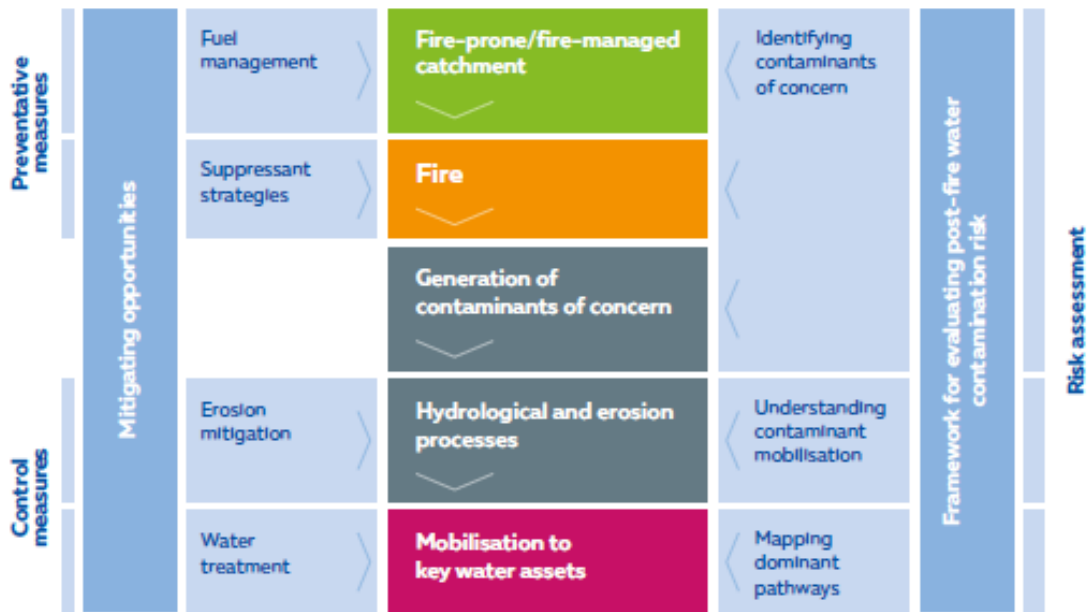 Preventative
measures
Control
measures
Mitigating opportunities
Fuel
management
Suppressant
strategies
Erosion
mitigation
Water
treatment
Fire-prone/fire-managed
catchment
Fire
Generation of
contaminants of concern
Hydrological and erosion
processes
Mobilisation to
key water assets
Identifying
contaminants
of concern
Understanding
contaminant
mobilisation
Mapping
dominant
pathways
Framework for evaluating post-fire water
contamination risk
Risk assessment